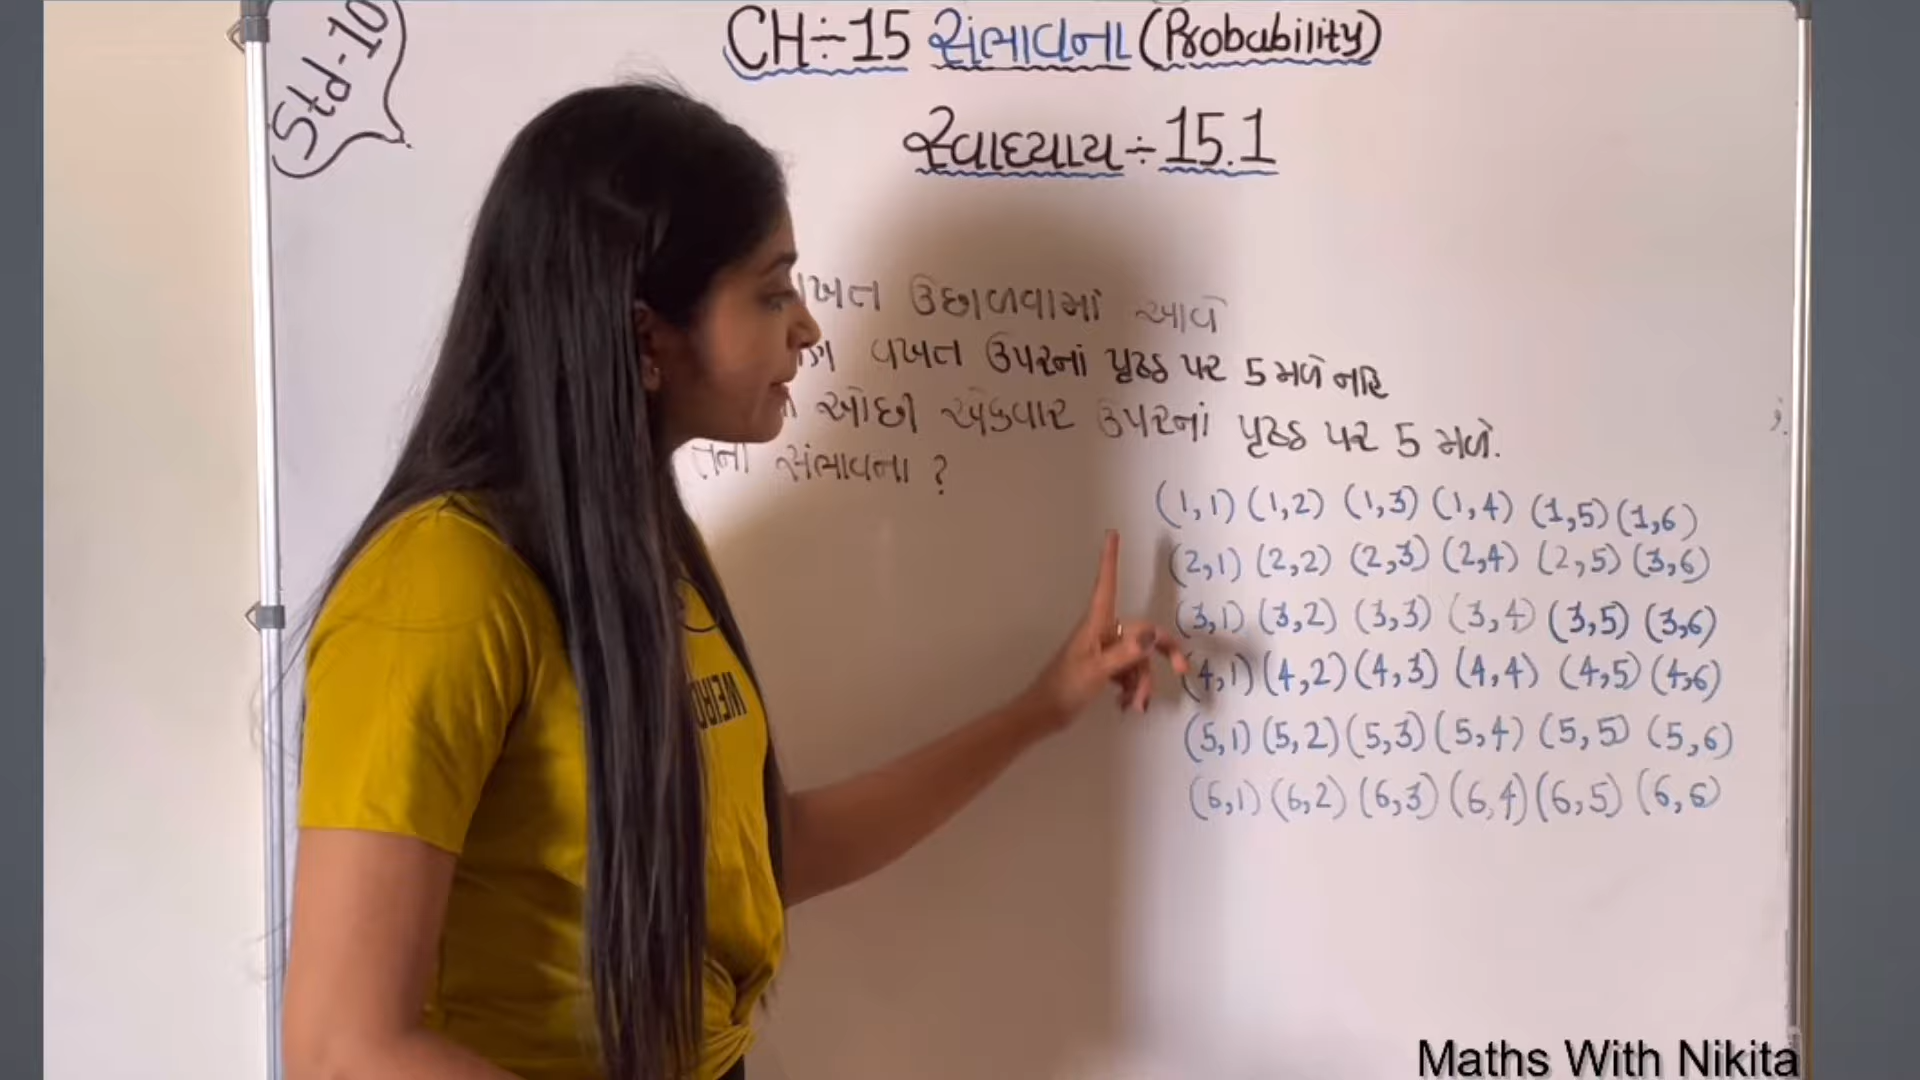 Std-10
CH÷15 સંભાવના (Probability)
સ્વાધ્યાય÷15.1
ઉછાળવામાં આવે
વખત ઉપરનાં પૃષ્ઠ પર 5 મળે નહિ
ઓછી એકવાર ઉપરનાં પૃષ્ઠ પર 5 મળે.
તેની સંભાવના ?
(1,1) (1,2) (1,3) (1,4) (1,5) (1,6)
(2,1) (2,2) (2,3) (2,4) (2,5) (3,6)
(3,1) (3,2) (3,3) (3,4) (3,5) (3,6)
(4,1) (4,2) (4,3) (4,4) (4,5) (4,6)
(5,1) (5,2) (5,3) (5,4) (5,5) (5,6)
(6,1) (6,2) (6,3) (6,4) (6,5) (6,6)
WEIRD
Maths With Nikita